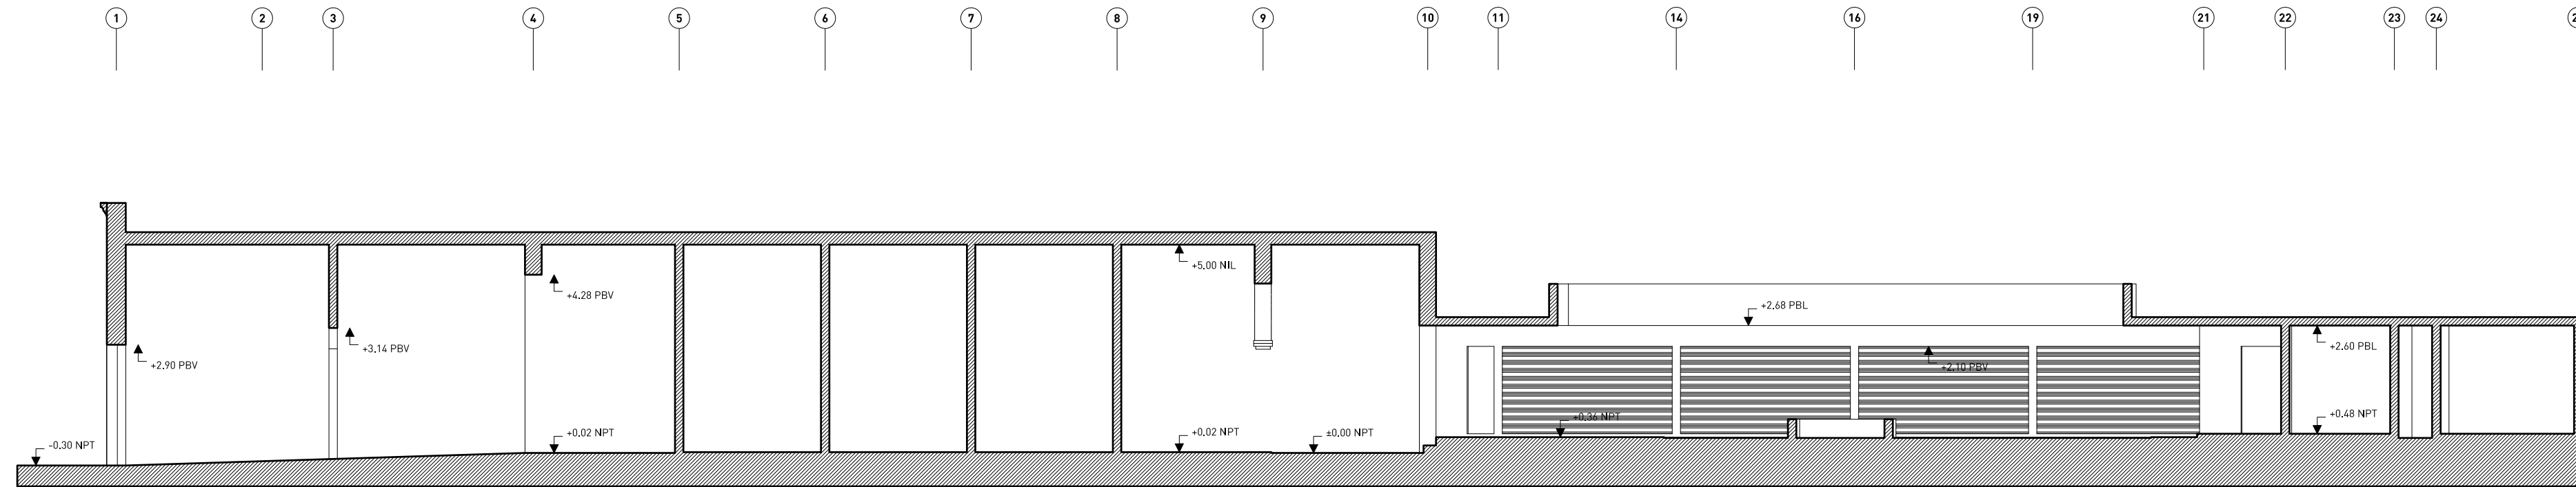 1
2
3
4
5
6
7
8
9
10
11
14
16
19
21
22
23
24
+5.00 NIL
+4.28 PBV
+2.68 PBL
+3.14 PBV
+2.60 PBL
+2.90 PBV
+2.10 PBV
+0.36 NPT
+0.48 NPT
+0.02 NPT
+0.02 NPT
±0.00 NPT
-0.30 NPT